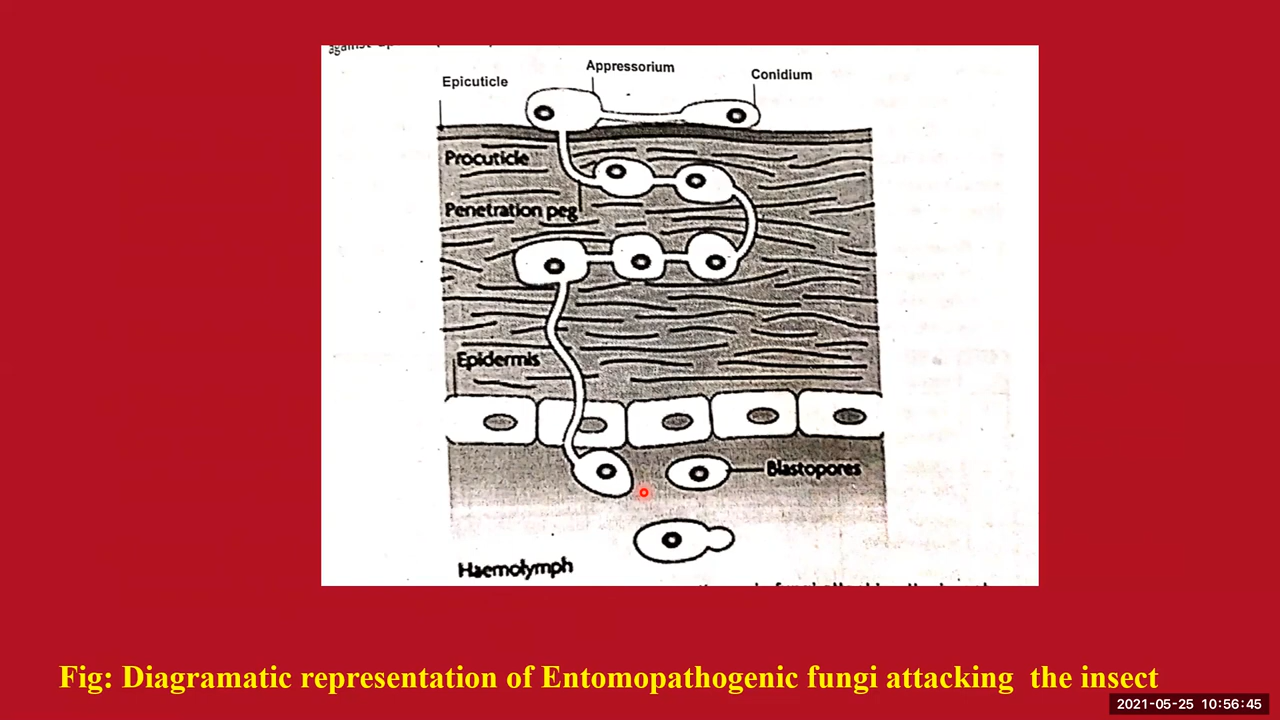 against
Appressorium
Conidium
Epicuticle
Procuticle
Penetration peg
Epidermis
Blastopores
Haemolymph
Fig: Diagramatic representation of Entomopathogenic fungi attacking the insect
2021-05-25 10:56:45